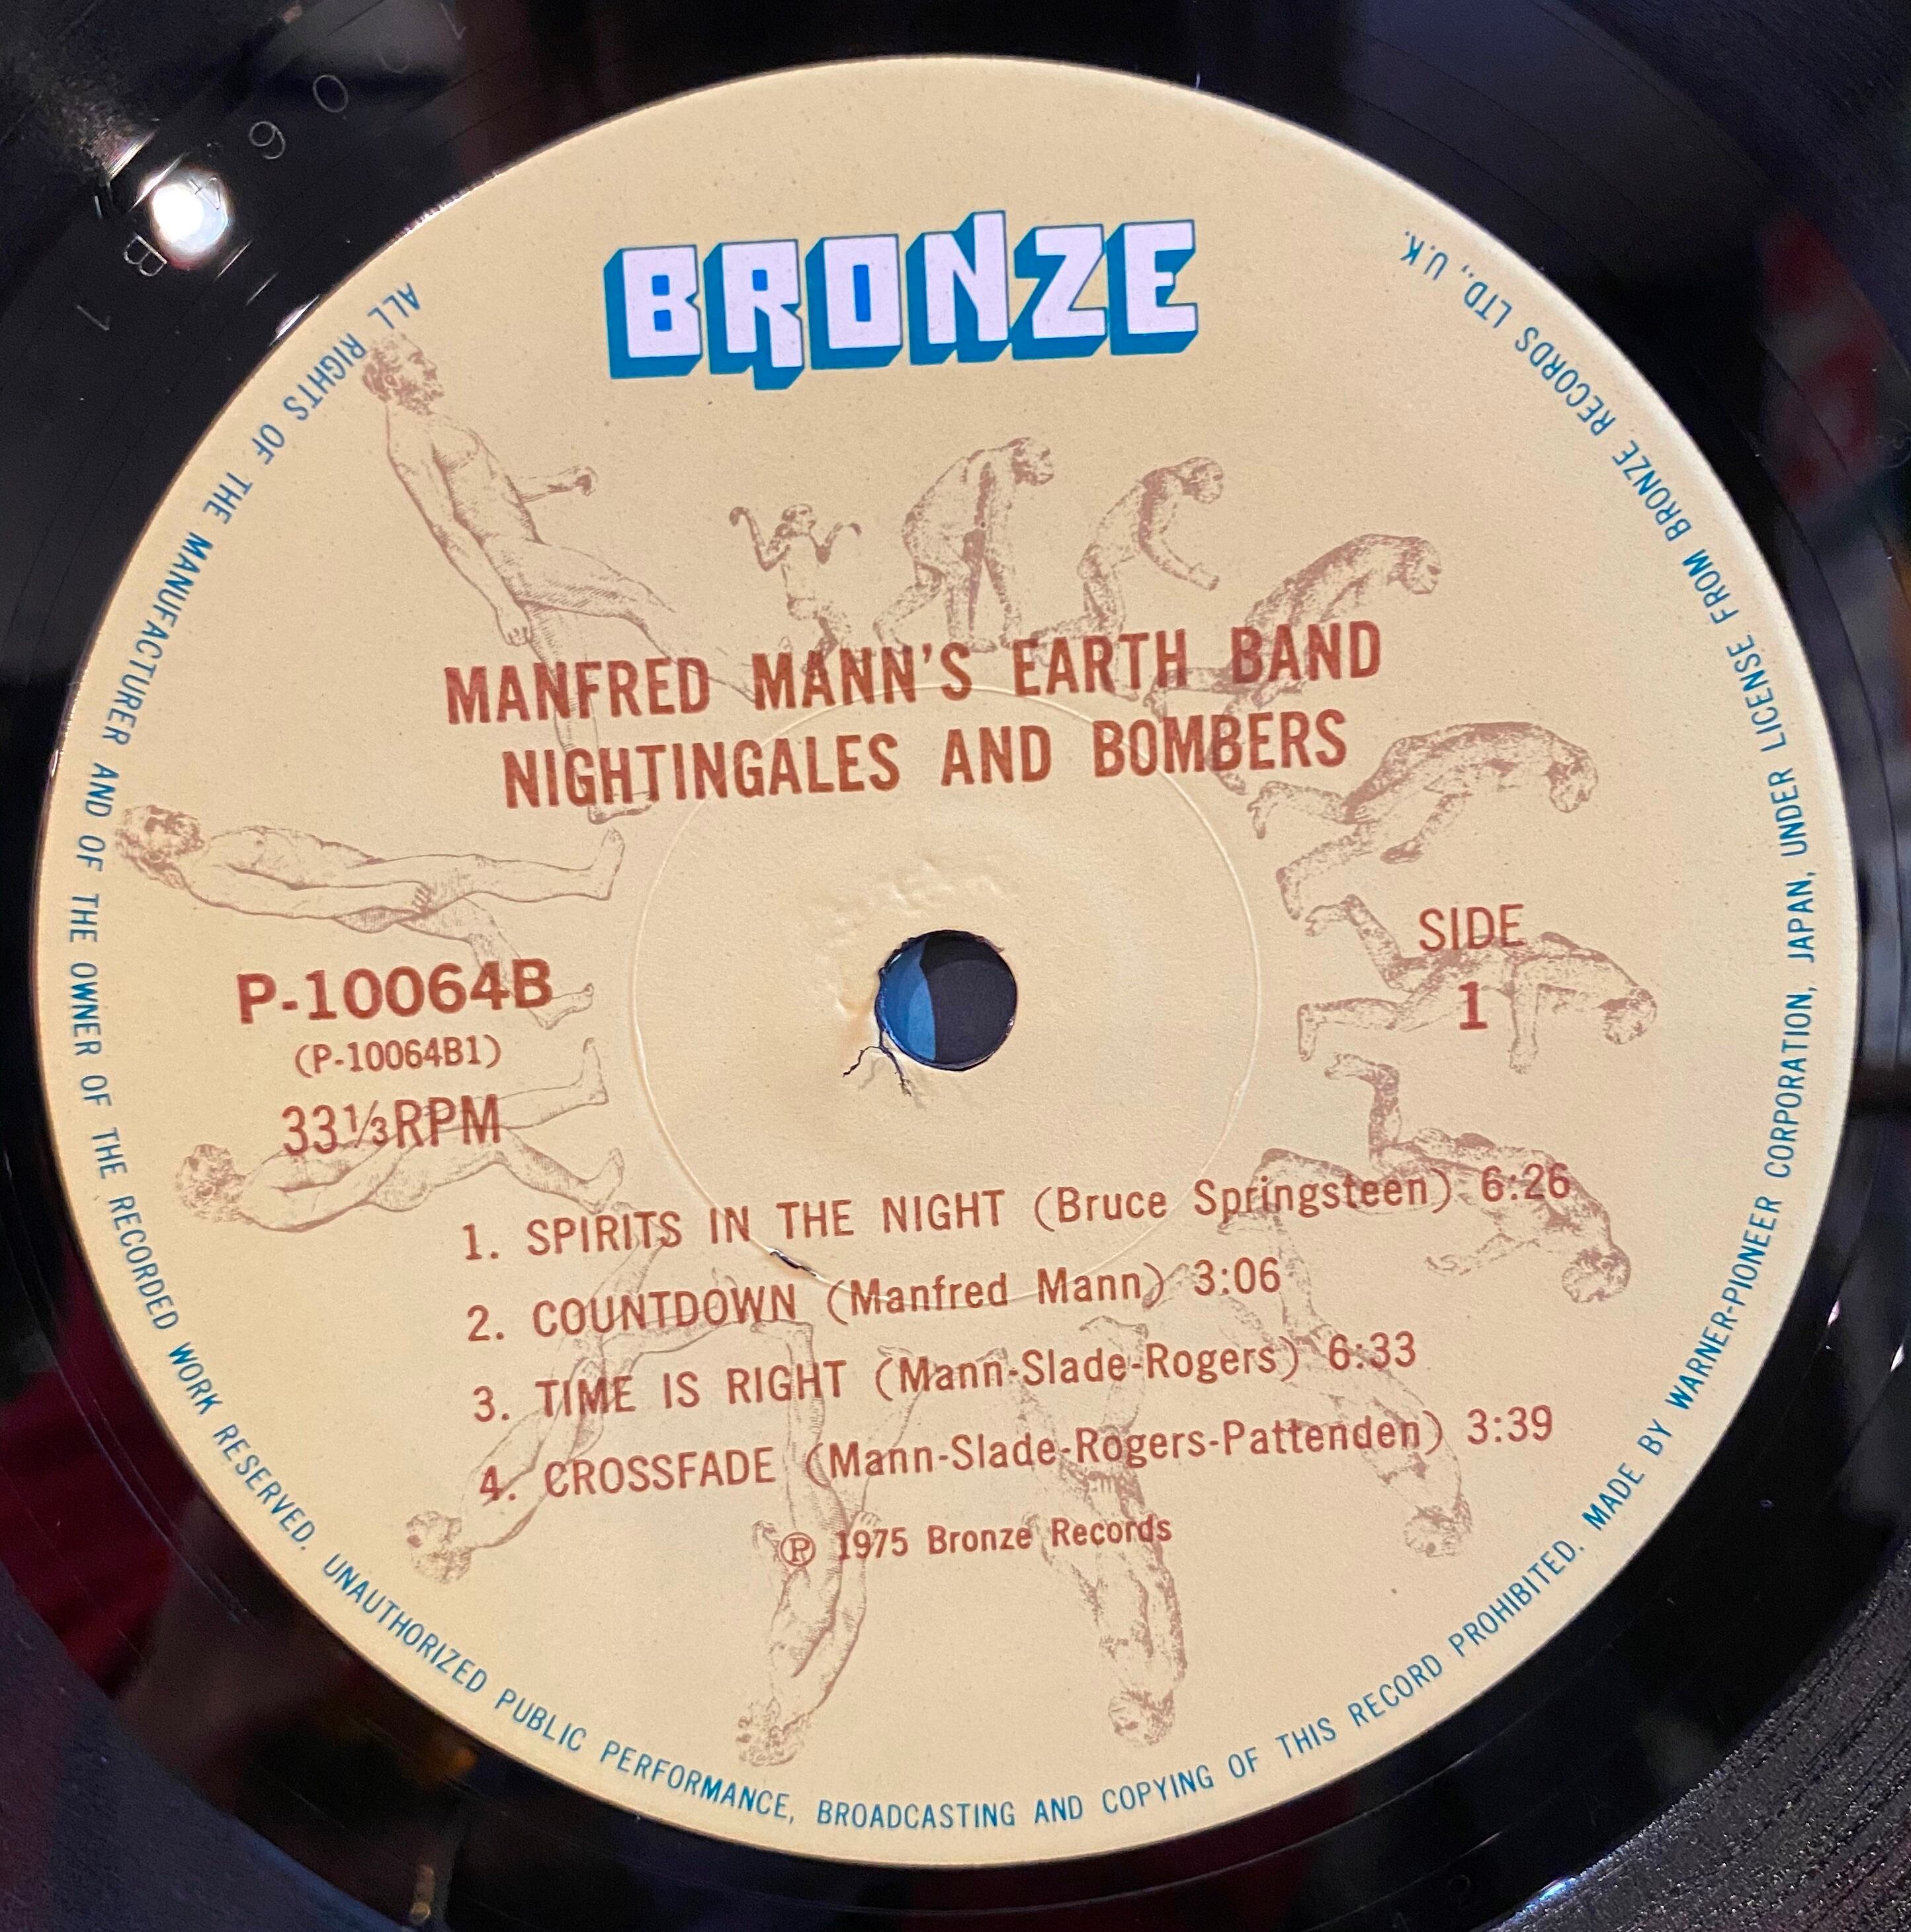 BRONZE
MANFRED MANN'S EARTH BAND
NIGHTINGALES AND BOMBERS
P-10064B
(P-10064B1)
33⅓RPM
SIDE
1
1. SPIRITS IN THE NIGHT (Bruce Springsteen) 6:26
2. COUNTDOWN (Manfred Mann) 3:06
3. TIME IS RIGHT (Mann-Slade-Rogers) 6:33
4. CROSSFADE (Mann-Slade-Rogers-Pattenden) 3:39
℗ 1975 Bronze Records
ALL RIGHTS OF THE MANUFACTURER AND OF THE OWNER OF THE RECORDED WORK RESERVED. UNAUTHORIZED PUBLIC PERFORMANCE, BROADCASTING AND COPYING OF THIS RECORD PROHIBITED. MADE BY WARNER-PIONEER CORPORATION, JAPAN, UNDER LICENSE FROM BRONZE RECORDS LTD., U.K.